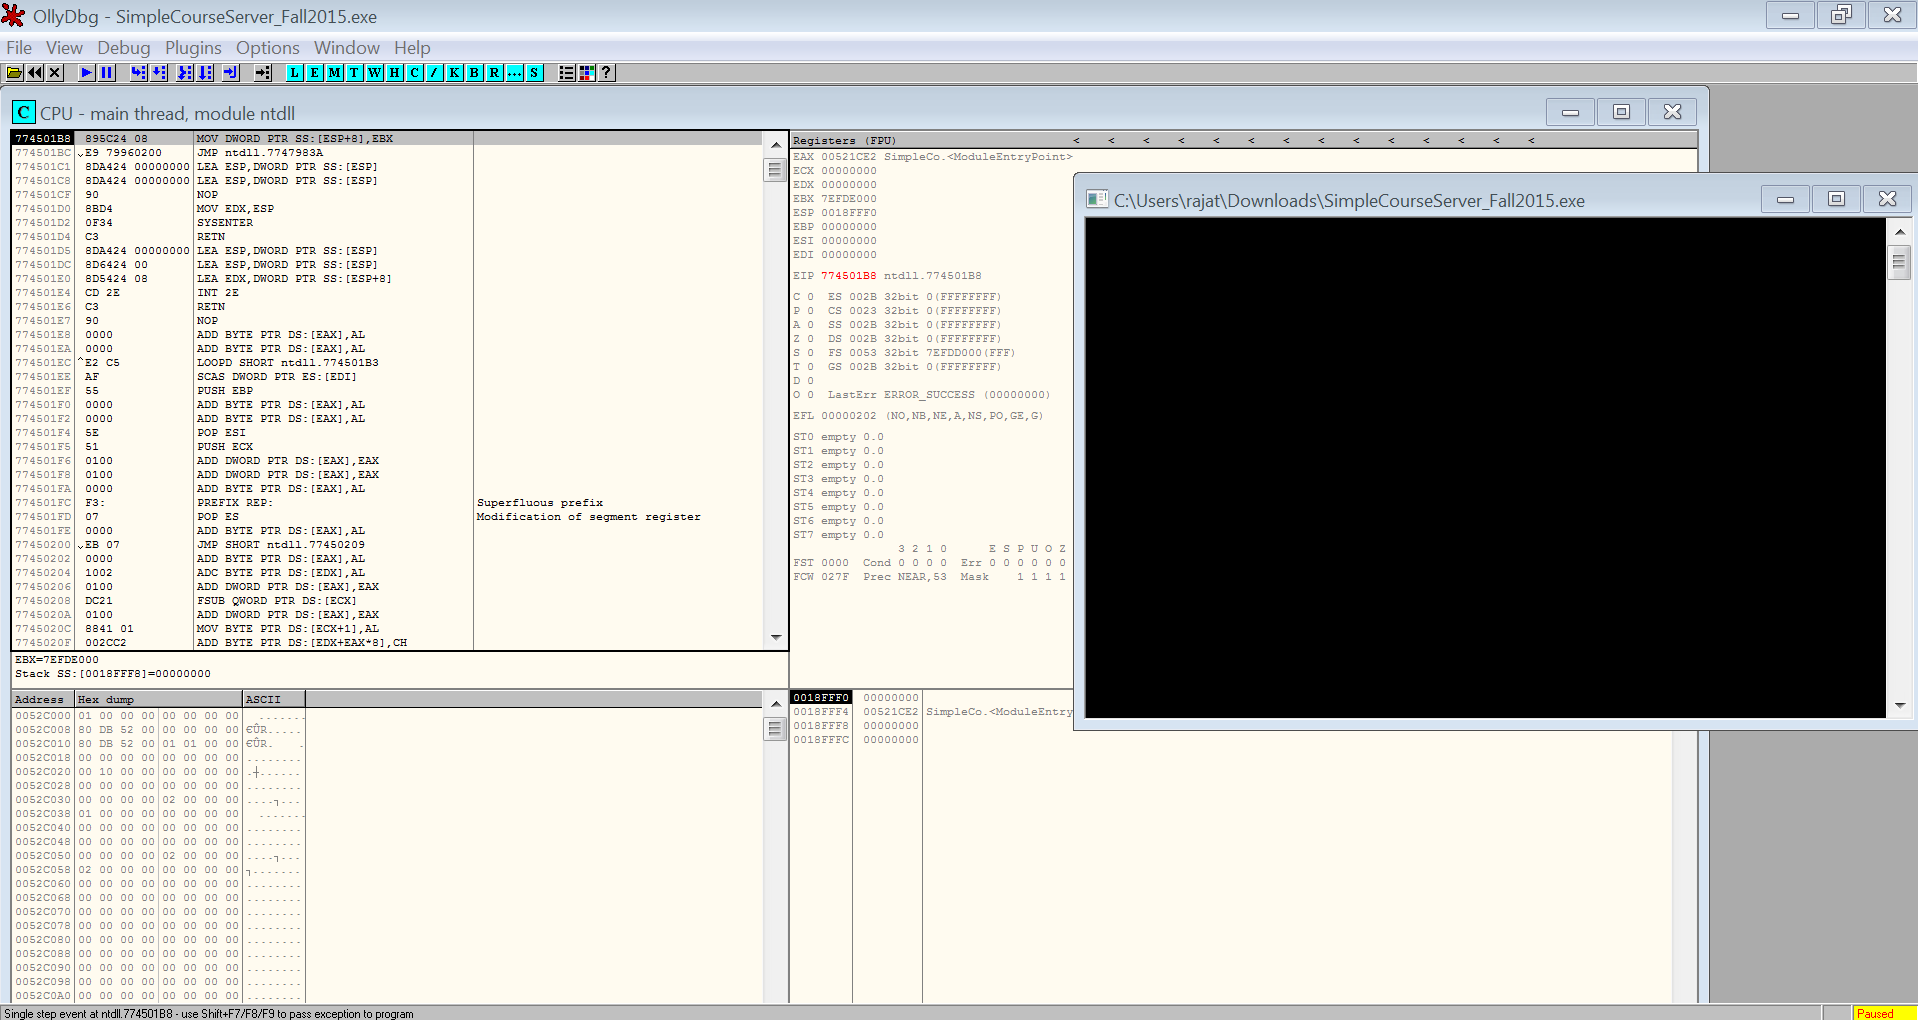 OllyDbg - SimpleCourseServer_Fall2015.exe
File View Debug Plugins Options Window Help
L E M T W H C / K B R ... S ?
C CPU - main thread, module ntdll
774501B8 895C24 08 MOV DWORD PTR SS:[ESP+8],EBX
774501BC E9 79960200 JMP ntdll.7747983A
774501C1 8DA424 00000000 LEA ESP,DWORD PTR SS:[ESP]
774501C8 8DA424 00000000 LEA ESP,DWORD PTR SS:[ESP]
774501CF 90 NOP
774501D0 8BD4 MOV EDX,ESP
774501D2 0F34 SYSENTER
774501D4 C3 RETN
774501D5 8DA424 00000000 LEA ESP,DWORD PTR SS:[ESP]
774501DC 8D6424 00 LEA ESP,DWORD PTR SS:[ESP]
774501E0 8D5424 08 LEA EDX,DWORD PTR SS:[ESP+8]
774501E4 CD 2E INT 2E
774501E6 C3 RETN
774501E7 90 NOP
774501E8 0000 ADD BYTE PTR DS:[EAX],AL
774501EA 0000 ADD BYTE PTR DS:[EAX],AL
774501EC ^E2 C5 LOOPD SHORT ntdll.774501B3
774501EE AF SCAS DWORD PTR ES:[EDI]
774501EF 55 PUSH EBP
774501F0 0000 ADD BYTE PTR DS:[EAX],AL
774501F2 0000 ADD BYTE PTR DS:[EAX],AL
774501F4 5E POP ESI
774501F5 51 PUSH ECX
774501F6 0100 ADD DWORD PTR DS:[EAX],EAX
774501F8 0100 ADD DWORD PTR DS:[EAX],EAX
774501FA 0000 ADD BYTE PTR DS:[EAX],AL
774501FC F3: PREFIX REP: Superfluous prefix
774501FD 07 POP ES Modification of segment register
774501FE 0000 ADD BYTE PTR DS:[EAX],AL
77450200 EB 07 JMP SHORT ntdll.77450209
77450202 0000 ADD BYTE PTR DS:[EAX],AL
77450204 1002 ADC BYTE PTR DS:[EDX],AL
77450206 0100 ADD DWORD PTR DS:[EAX],EAX
77450208 DC21 FSUB QWORD PTR DS:[ECX]
7745020A 0100 ADD DWORD PTR DS:[EAX],EAX
7745020C 8841 01 MOV BYTE PTR DS:[ECX+1],AL
7745020F 002CC2 ADD BYTE PTR DS:[EDX+EAX*8],CH
EBX=7EFDE000
Stack SS:[0018FFF8]=00000000
Registers (FPU) < < < < < < < < < < < < < <
EAX 00521CE2 SimpleCo.<ModuleEntryPoint>
ECX 00000000
EDX 00000000
EBX 7EFDE000
ESP 0018FFF0
EBP 00000000
ESI 00000000
EDI 00000000
EIP 774501B8 ntdll.774501B8
C 0 ES 002B 32bit 0(FFFFFFFF)
P 0 CS 0023 32bit 0(FFFFFFFF)
A 0 SS 002B 32bit 0(FFFFFFFF)
Z 0 DS 002B 32bit 0(FFFFFFFF)
S 0 FS 0053 32bit 7EFDD000(FFF)
T 0 GS 002B 32bit 0(FFFFFFFF)
D 0
O 0 LastErr ERROR_SUCCESS (00000000)
EFL 00000202 (NO,NB,NE,A,NS,PO,GE,G)
ST0 empty 0.0
ST1 empty 0.0
ST2 empty 0.0
ST3 empty 0.0
ST4 empty 0.0
ST5 empty 0.0
ST6 empty 0.0
ST7 empty 0.0
3 2 1 0 E S P U O Z
FST 0000 Cond 0 0 0 0 Err 0 0 0 0 0 0
FCW 027F Prec NEAR,53 Mask 1 1 1 1
C:\Users\rajat\Downloads\SimpleCourseServer_Fall2015.exe
Address Hex dump ASCII
0052C000 01 00 00 00 00 00 00 00 .......
0052C008 80 DB 52 00 00 00 00 00 €ÛR.....
0052C010 80 DB 52 00 01 01 00 00 €ÛR. .
0052C018 00 00 00 00 00 00 00 00 ........
0052C020 00 10 00 00 00 00 00 00 .┼......
0052C028 00 00 00 00 00 00 00 00 ........
0052C030 00 00 00 00 02 00 00 00 ....┐...
0052C038 01 00 00 00 00 00 00 00 .......
0052C040 00 00 00 00 00 00 00 00 ........
0052C048 00 00 00 00 00 00 00 00 ........
0052C050 00 00 00 00 02 00 00 00 ....┐...
0052C058 02 00 00 00 00 00 00 00 ┐.......
0052C060 00 00 00 00 00 00 00 00 ........
0052C068 00 00 00 00 00 00 00 00 ........
0052C070 00 00 00 00 00 00 00 00 ........
0052C078 00 00 00 00 00 00 00 00 ........
0052C080 00 00 00 00 00 00 00 00 ........
0052C088 00 00 00 00 00 00 00 00 ........
0052C090 00 00 00 00 00 00 00 00 ........
0052C098 00 00 00 00 00 00 00 00 ........
0052C0A0 00 00 00 00 00 00 00 00 ........
0018FFF0 00000000
0018FFF4 00521CE2 SimpleCo.<ModuleEntry
0018FFF8 00000000
0018FFFC 00000000
Single step event at ntdll.774501B8 - use Shift+F7/F8/F9 to pass exception to program
Paused